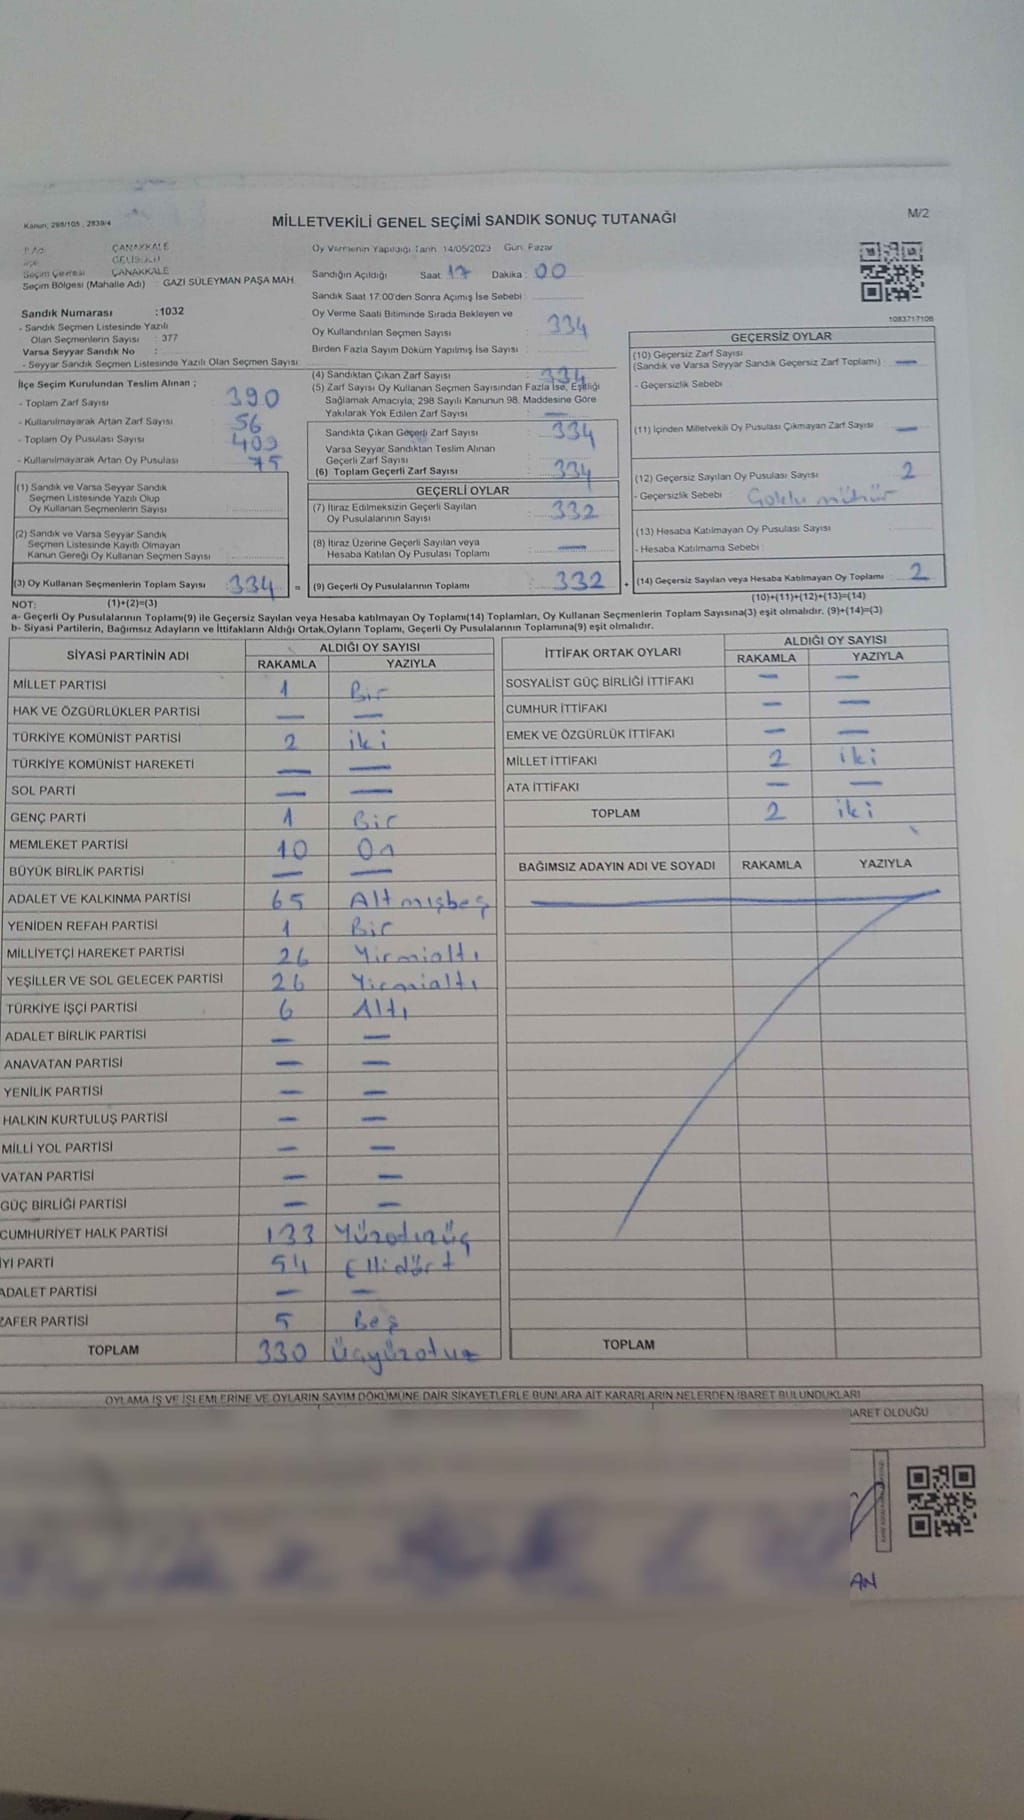 Kanun: 298/105 , 2839/4
MİLLETVEKİLİ GENEL SEÇİMİ SANDIK SONUÇ TUTANAĞI
M/2
ÇANAKKALE
GELİBOLU
Seçim Çevresi ÇANAKKALE
Seçim Bölgesi (Mahalle Adı) : GAZİ SÜLEYMAN PAŞA MAH
Sandık Numarası :1032
- Sandık Seçmen Listesinde Yazılı
Olan Seçmenlerin Sayısı : 377
Varsa Seyyar Sandık No :
- Seyyar Sandık Seçmen Listesinde Yazılı Olan Seçmen Sayısı:
Oy Vermenin Yapıldığı Tarih 14/05/2023 Gün: Pazar
Sandığın Açıldığı Saat: 17 Dakika : 00
Sandık Saat 17.00'den Sonra Açımış İse Sebebi :
Oy Verme Saati Bitiminde Sırada Bekleyen ve
Oy Kullandırılan Seçmen Sayısı : 334
Birden Fazla Sayım Döküm Yapılmış İse Sayısı :
1083717106
İlçe Seçim Kurulundan Teslim Alınan ;
- Toplam Zarf Sayısı : 390
- Kullanılmayarak Artan Zarf Sayısı : 56
- Toplam Oy Pusulası Sayısı : 409
- Kullanılmayarak Artan Oy Pusulası : 75
(1) Sandık ve Varsa Seyyar Sandık
Seçmen Listesinde Yazılı Olup
Oy Kullanan Seçmenlerin Sayısı :
(2) Sandık ve Varsa Seyyar Sandık
Seçmen Listesinde Kayıtlı Olmayan
Kanun Gereği Oy Kullanan Seçmen Sayısı :
(3) Oy Kullanan Seçmenlerin Toplam Sayısı : 334 =
(4) Sandıktan Çıkan Zarf Sayısı : 334
(5) Zarf Sayısı Oy Kullanan Seçmen Sayısından Fazla İse, Eşitliği
Sağlamak Amacıyla; 298 Sayılı Kanunun 98. Maddesine Göre
Yakılarak Yok Edilen Zarf Sayısı : —
Sandıkta Çıkan Geçerli Zarf Sayısı : 334
Varsa Seyyar Sandıktan Teslim Alınan
Geçerli Zarf Sayısı :
(6) Toplam Geçerli Zarf Sayısı : 334
GEÇERLİ OYLAR
(7) İtiraz Edilmeksizin Geçerli Sayılan
Oy Pusulalarının Sayısı : 332
(8) İtiraz Üzerine Geçerli Sayılan veya
Hesaba Katılan Oy Pusulası Toplamı : —
(9) Geçerli Oy Pusulalarının Toplamı : 332 +
GEÇERSİZ OYLAR
(10) Geçersiz Zarf Sayısı
(Sandık ve Varsa Seyyar Sandık Geçersiz Zarf Toplamı) : —
- Geçersizlik Sebebi :
(11) İçinden Milletvekili Oy Pusulası Çıkmayan Zarf Sayısı : —
(12) Geçersiz Sayılan Oy Pusulası Sayısı : 2
- Geçersizlik Sebebi : Çoklu mühür
(13) Hesaba Katılmayan Oy Pusulası Sayısı :
- Hesaba Katılmama Sebebi :
(14) Geçersiz Sayılan veya Hesaba Katılmayan Oy Toplamı : 2
NOT: (1)+(2)=(3)
(10)+(11)+(12)+(13)=(14)
a- Geçerli Oy Pusulalarının Toplamı(9) ile Geçersiz Sayılan veya Hesaba Katılmayan Oy Toplamı(14) Toplamları, Oy Kullanan Seçmenlerin Toplam Sayısına(3) eşit olmalıdır. (9)+(14)=(3)
b- Siyasi Partilerin, Bağımsız Adayların ve İttifakların Aldığı Ortak Oyların Toplamı, Geçerli Oy Pusulalarının Toplamına(9) eşit olmalıdır.
SİYASİ PARTİNİN ADI ALDIĞI OY SAYISI
RAKAMLA YAZIYLA
MİLLET PARTİSİ 1 Bir
HAK VE ÖZGÜRLÜKLER PARTİSİ — —
TÜRKİYE KOMÜNİST PARTİSİ 2 iki
TÜRKİYE KOMÜNİST HAREKETİ — —
SOL PARTİ — —
GENÇ PARTİ 1 Bir
MEMLEKET PARTİSİ 10 On
BÜYÜK BİRLİK PARTİSİ — —
ADALET VE KALKINMA PARTİSİ 65 Altmışbeş
YENİDEN REFAH PARTİSİ 1 Bir
MİLLİYETÇİ HAREKET PARTİSİ 26 Yirmialtı
YEŞİLLER VE SOL GELECEK PARTİSİ 26 Yirmialtı
TÜRKİYE İŞÇİ PARTİSİ 6 Altı
ADALET BİRLİK PARTİSİ — —
ANAVATAN PARTİSİ — —
YENİLİK PARTİSİ — —
HALKIN KURTULUŞ PARTİSİ — —
MİLLİ YOL PARTİSİ — —
VATAN PARTİSİ — —
GÜÇ BİRLİĞİ PARTİSİ — —
CUMHURİYET HALK PARTİSİ 133 Yüzotuzüç
İYİ PARTİ 54 Ellidört
ADALET PARTİSİ — —
ZAFER PARTİSİ 5 Beş
TOPLAM 330 Üçyüzotuz
İTTİFAK ORTAK OYLARI ALDIĞI OY SAYISI
RAKAMLA YAZIYLA
SOSYALİST GÜÇ BİRLİĞİ İTTİFAKI — —
CUMHUR İTTİFAKI — —
EMEK VE ÖZGÜRLÜK İTTİFAKI — —
MİLLET İTTİFAKI 2 iki
ATA İTTİFAKI — —
TOPLAM 2 iki
BAĞIMSIZ ADAYIN ADI VE SOYADI RAKAMLA YAZIYLA
TOPLAM
OYLAMA İŞ VE İŞLEMLERİNE VE OYLARIN SAYIM DÖKÜMÜNE DAİR ŞİKAYETLERLE BUNLARA AİT KARARLARIN NELERDEN İBARET BULUNDUKLARI
BARET OLDUĞU
AN